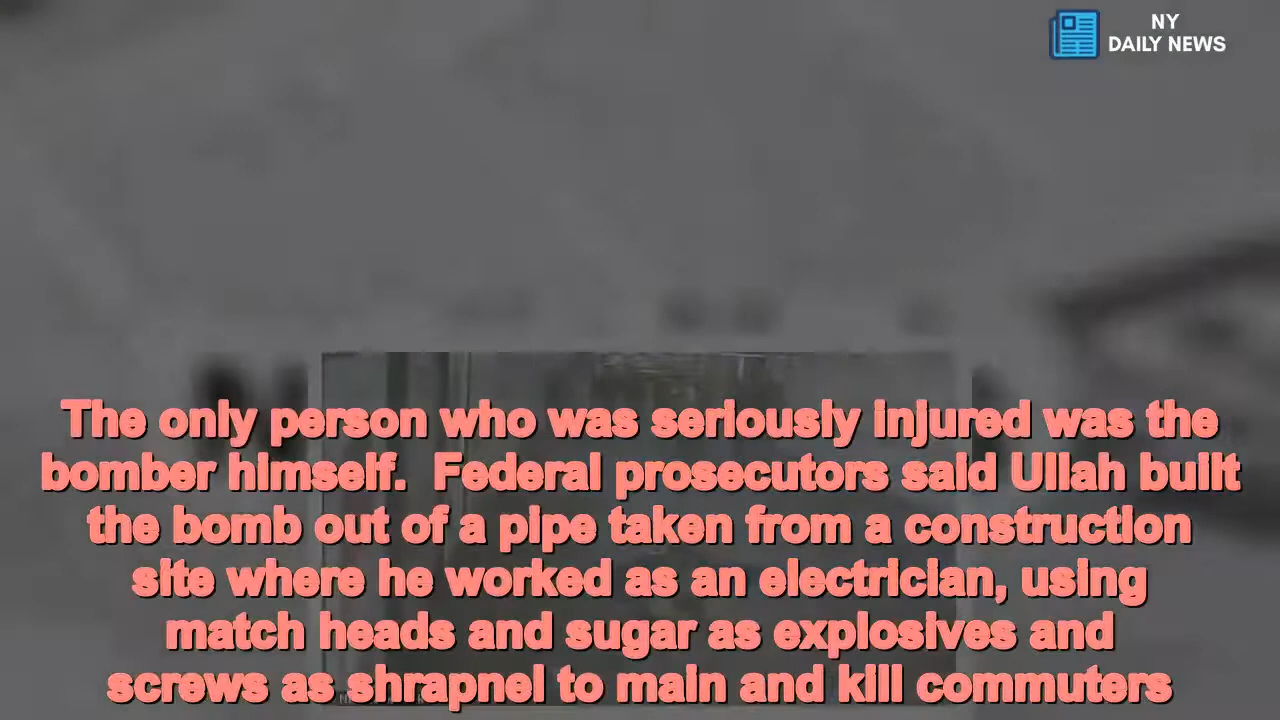 NY
DAILY NEWS
The only person who was seriously injured was the
bomber himself. Federal prosecutors said Ullah built
the bomb out of a pipe taken from a construction
site where he worked as an electrician, using
match heads and sugar as explosives and
screws as shrapnel to maim and kill commuters